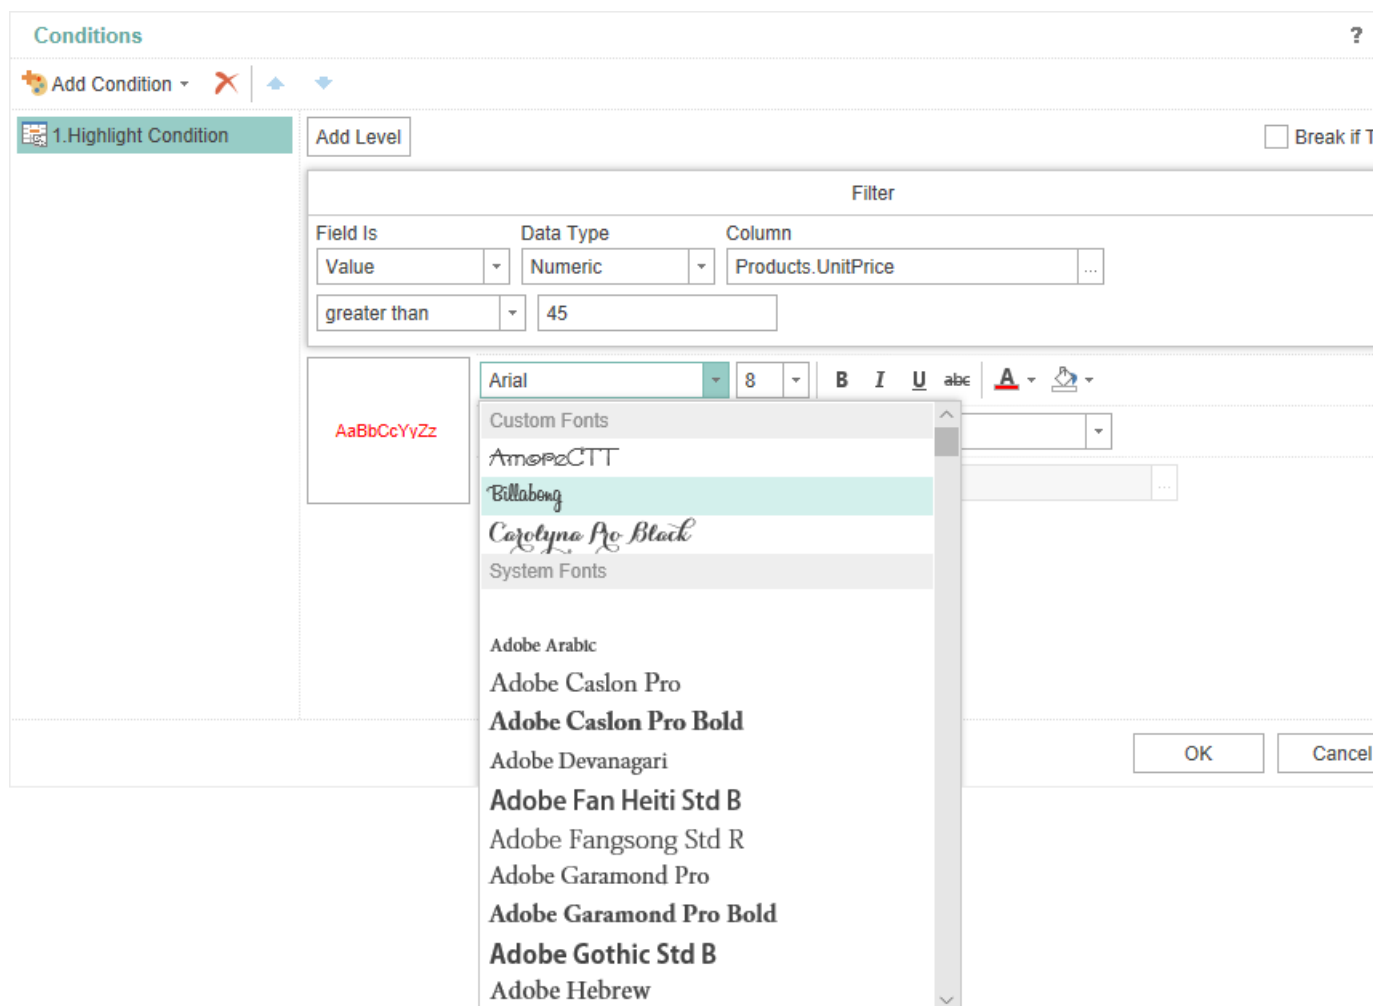 Conditions ?
Add Condition
1.Highlight Condition
Add Level
Break if T
Filter
Field Is Data Type Column
Value Numeric Products.UnitPrice ...
greater than 45
Arial 8 B I U abc A
AaBbCcYyZz
Custom Fonts
AmoreCTT
Billabong
Carolyna Pro Black
System Fonts
...
Adobe Arabic
Adobe Caslon Pro
Adobe Caslon Pro Bold
Adobe Devanagari
OK Cancel
Adobe Fan Heiti Std B
Adobe Fangsong Std R
Adobe Garamond Pro
Adobe Garamond Pro Bold
Adobe Gothic Std B
Adobe Hebrew